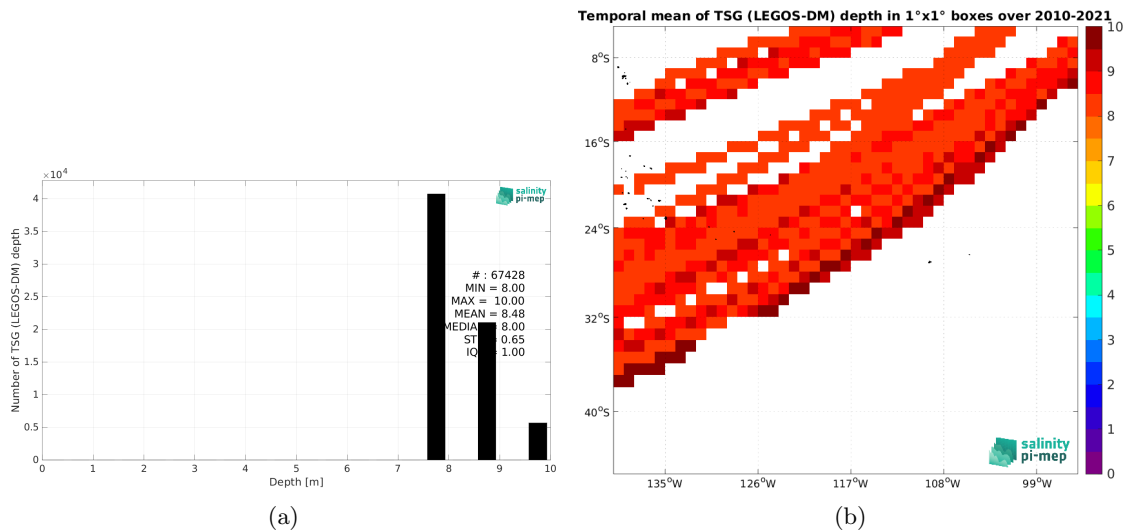 Temporal mean of TSG (LEGOS-DM) depth in 1°x1° boxes over 2010-2021
×10⁴
4
3.5
3
2.5
2
1.5
1
0.5
0
Number of TSG (LEGOS-DM) depth
salinity
pi-mep
# : 67428
MIN = 8.00
MAX = 10.00
MEAN = 8.48
MEDIA 8.00
ST = 0.65
IQ = 1.00
0 1 2 3 4 5 6 7 8 9 10
Depth [m]
(a)
8°S
16°S
24°S
32°S
40°S
135°W 126°W 117°W 108°W 99°W
salinity
pi-mep
10
9
8
7
6
5
4
3
2
1
0
(b)